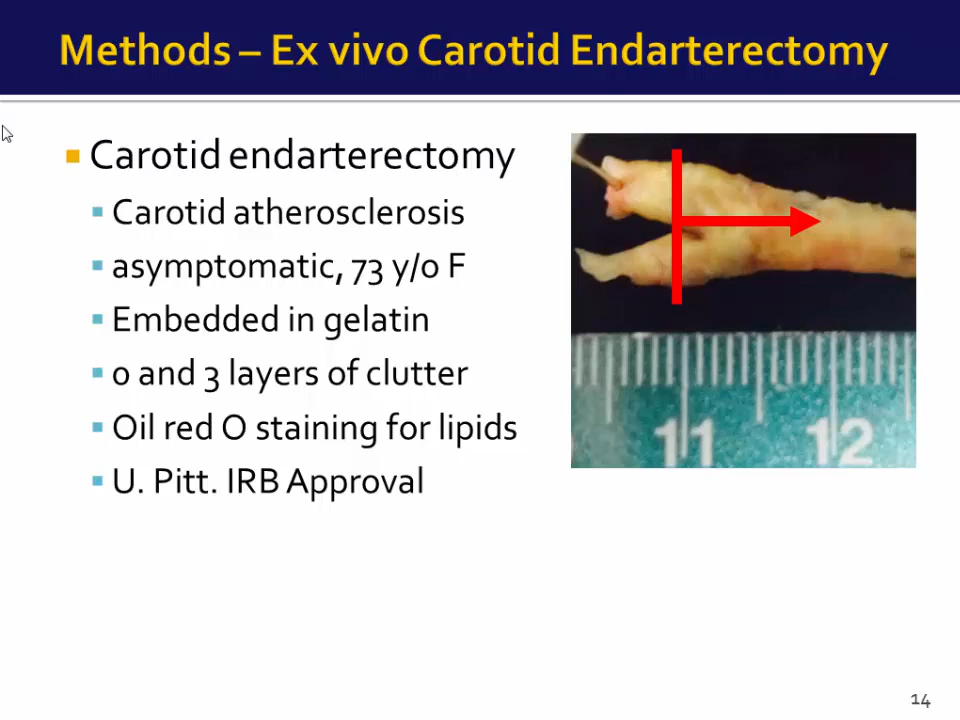 Methods – Ex vivo Carotid Endarterectomy
Carotid endarterectomy
Carotid atherosclerosis
asymptomatic, 73 y/o F
Embedded in gelatin
0 and 3 layers of clutter
Oil red O staining for lipids
U. Pitt. IRB Approval
11 12
14